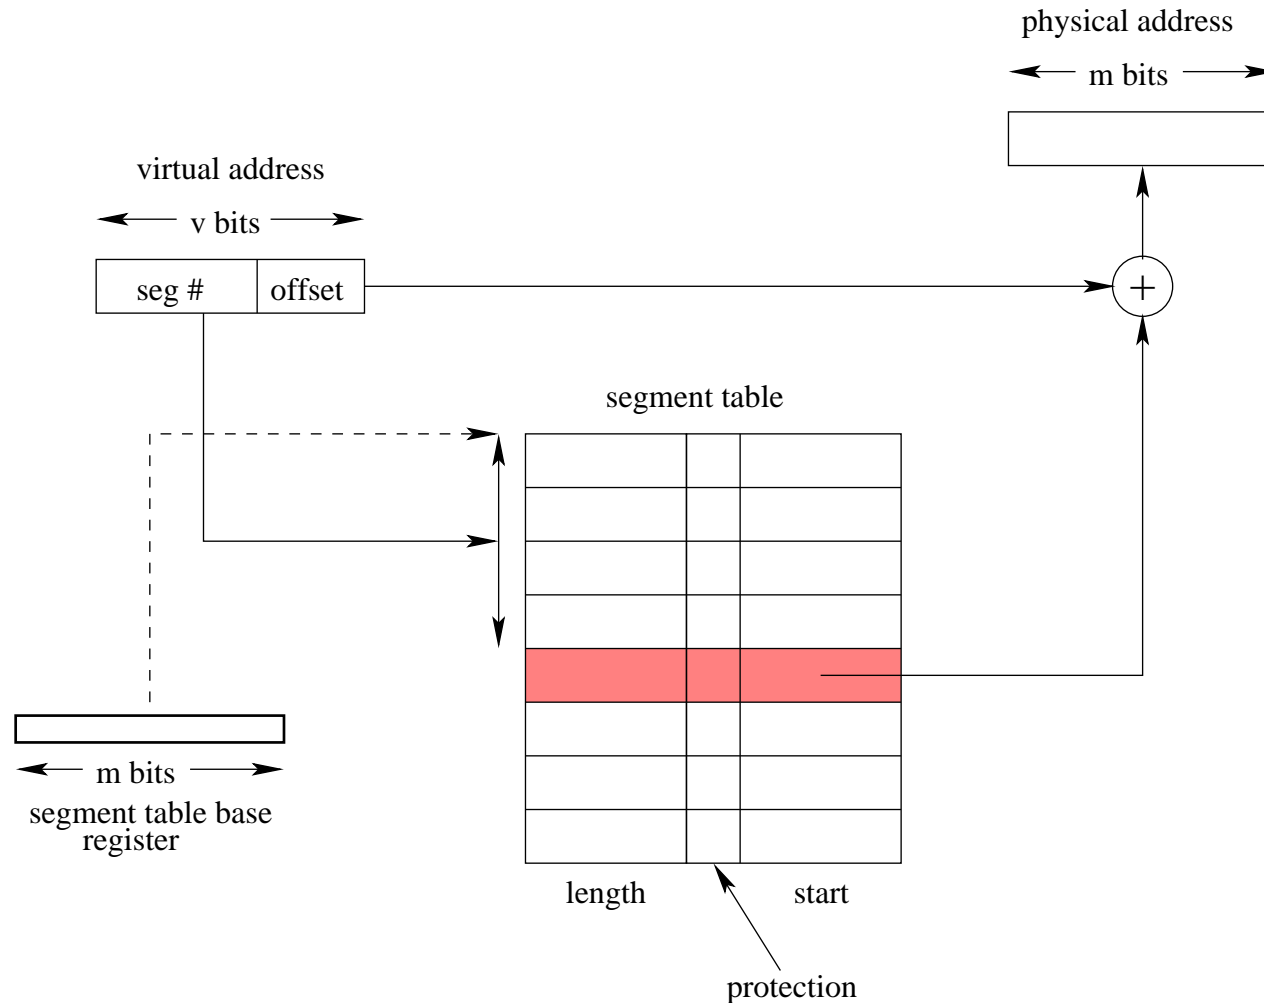 physical address
m bits
virtual address
v bits
seg #
offset
+
segment table
m bits
segment table base
register
length
start
protection